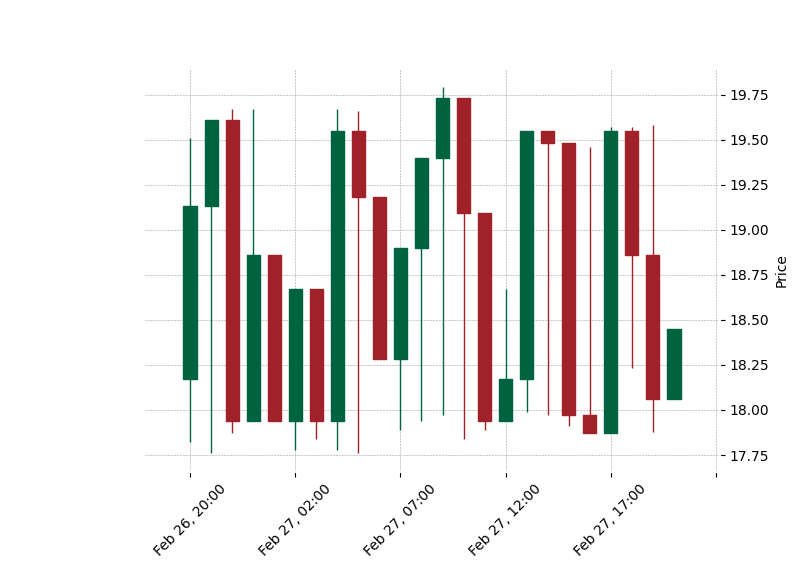 19.75
19.50
19.25
19.00
18.75
18.50
18.25
18.00
17.75
Price
Feb 26, 20:00
Feb 27, 02:00
Feb 27, 07:00
Feb 27, 12:00
Feb 27, 17:00